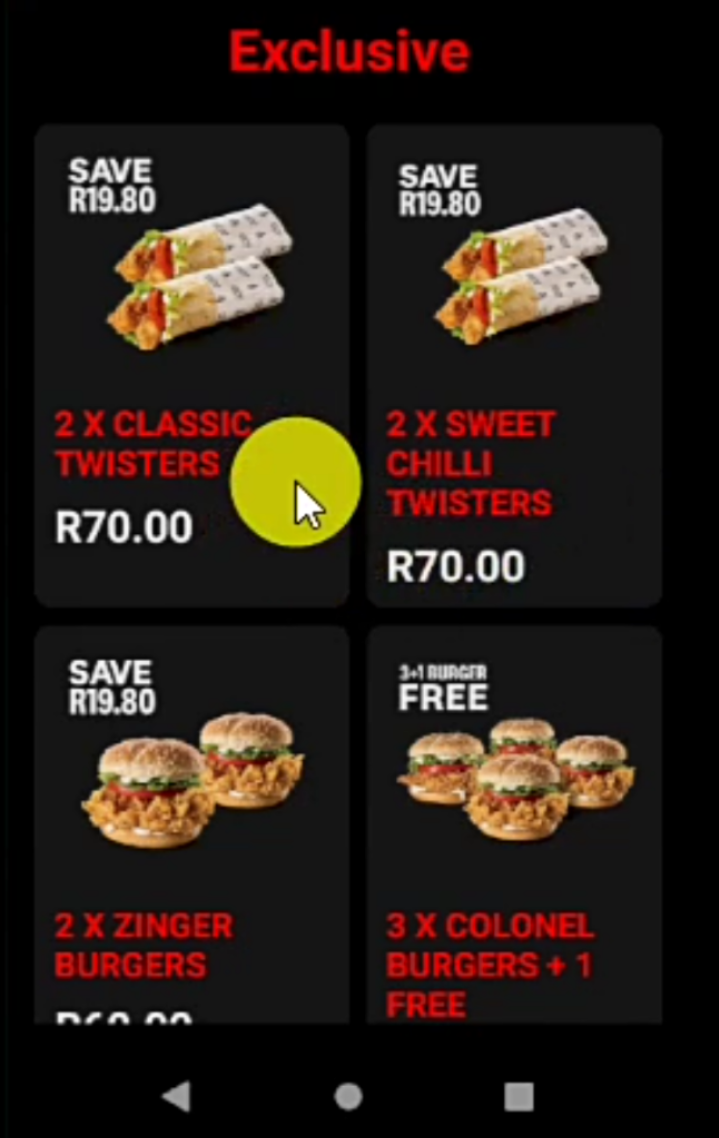 Exclusive
SAVE
R19.80
2 X CLASSIC
TWISTERS
R70.00
SAVE
R19.80
2 X SWEET
CHILLI
TWISTERS
R70.00
SAVE
R19.80
2 X ZINGER
BURGERS
3+1 BURGER
FREE
3 X COLONEL
BURGERS + 1
FREE